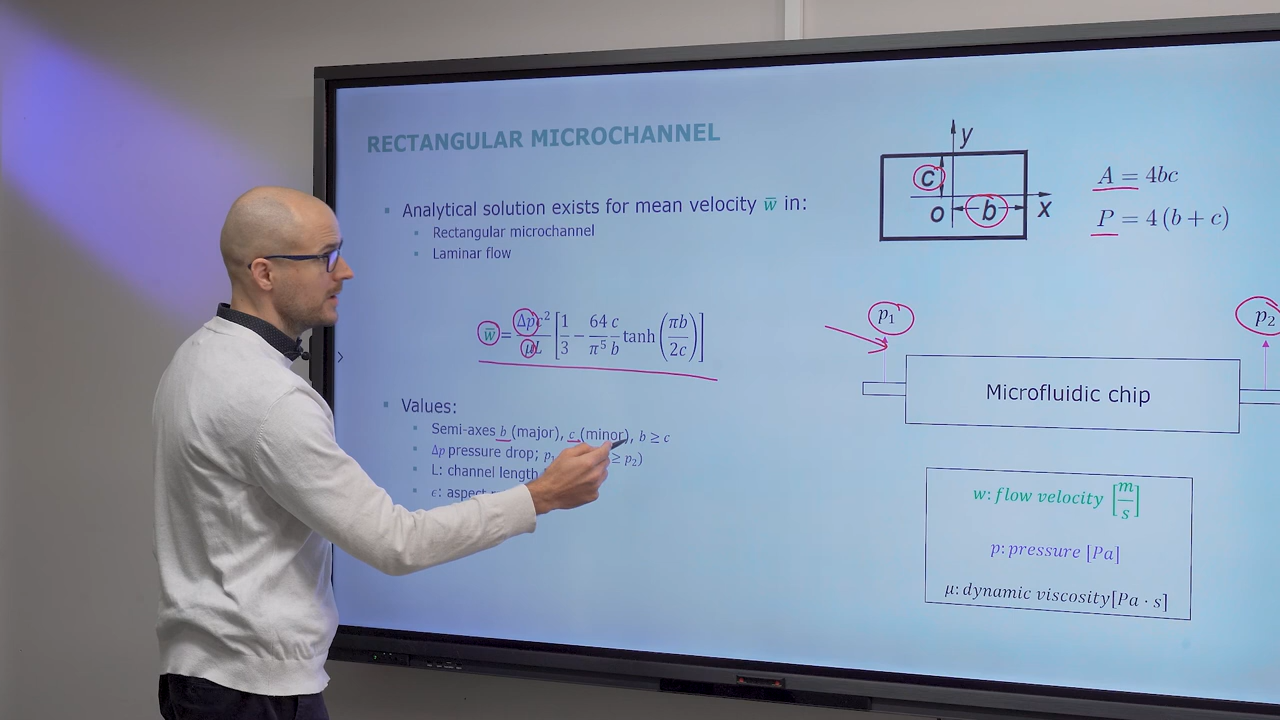 RECTANGULAR MICROCHANNEL
Analytical solution exists for mean velocity w̅ in:
Rectangular microchannel
Laminar flow
w̅ = Δpc²/μL [1/3 − 64/π⁵ c/b tanh(πb/2c)]
Values:
Semi-axes b (major), c (minor), b ≥ c
Δp pressure drop; p₁ ≥ p₂)
L: channel length
ϵ: aspect
y
c
o
b
x
A = 4bc
P = 4(b + c)
p₁
p₂
Microfluidic chip
w: flow velocity [m/s]
p: pressure [Pa]
μ: dynamic viscosity[Pa · s]